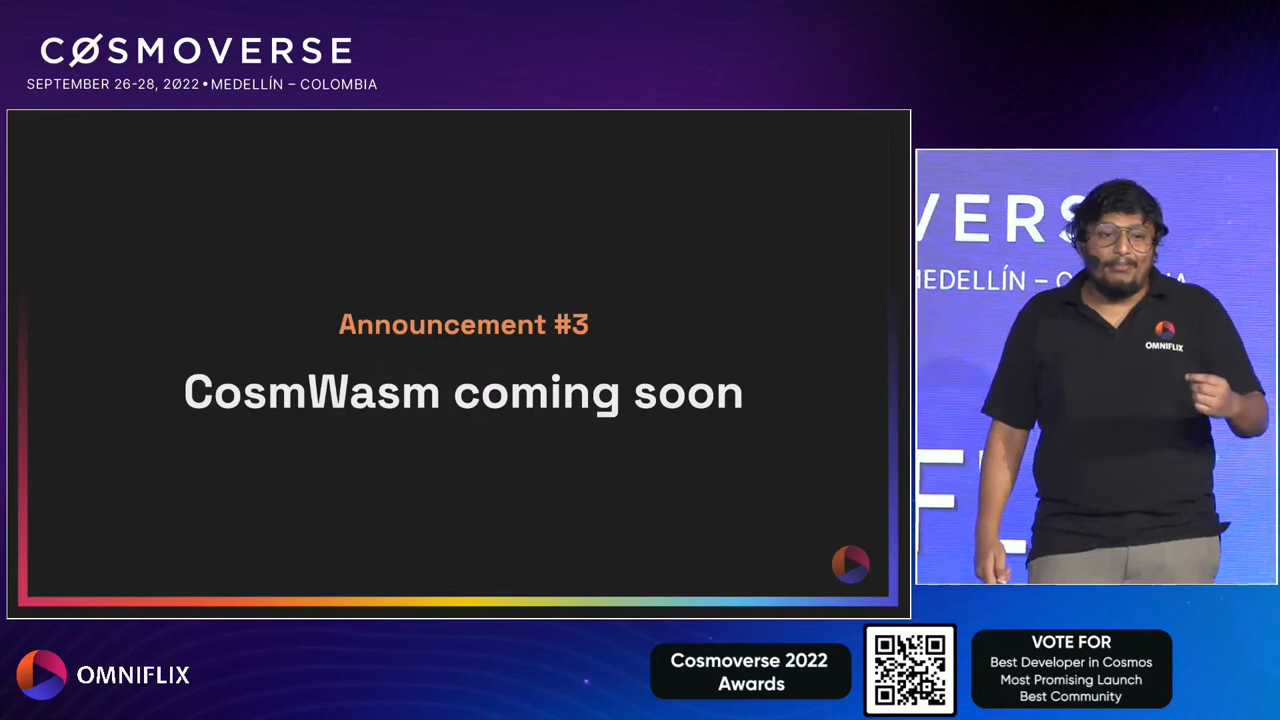 CØSMOVERSE
SEPTEMBER 26-28, 2Ø22 • MEDELLÍN – COLOMBIA
Announcement #3
CosmWasm coming soon
VERS
MEDELLÍN – C
OMNIFLIX
OMNIFLIX
Cosmoverse 2022
Awards
VOTE FOR
Best Developer in Cosmos
Most Promising Launch
Best Community